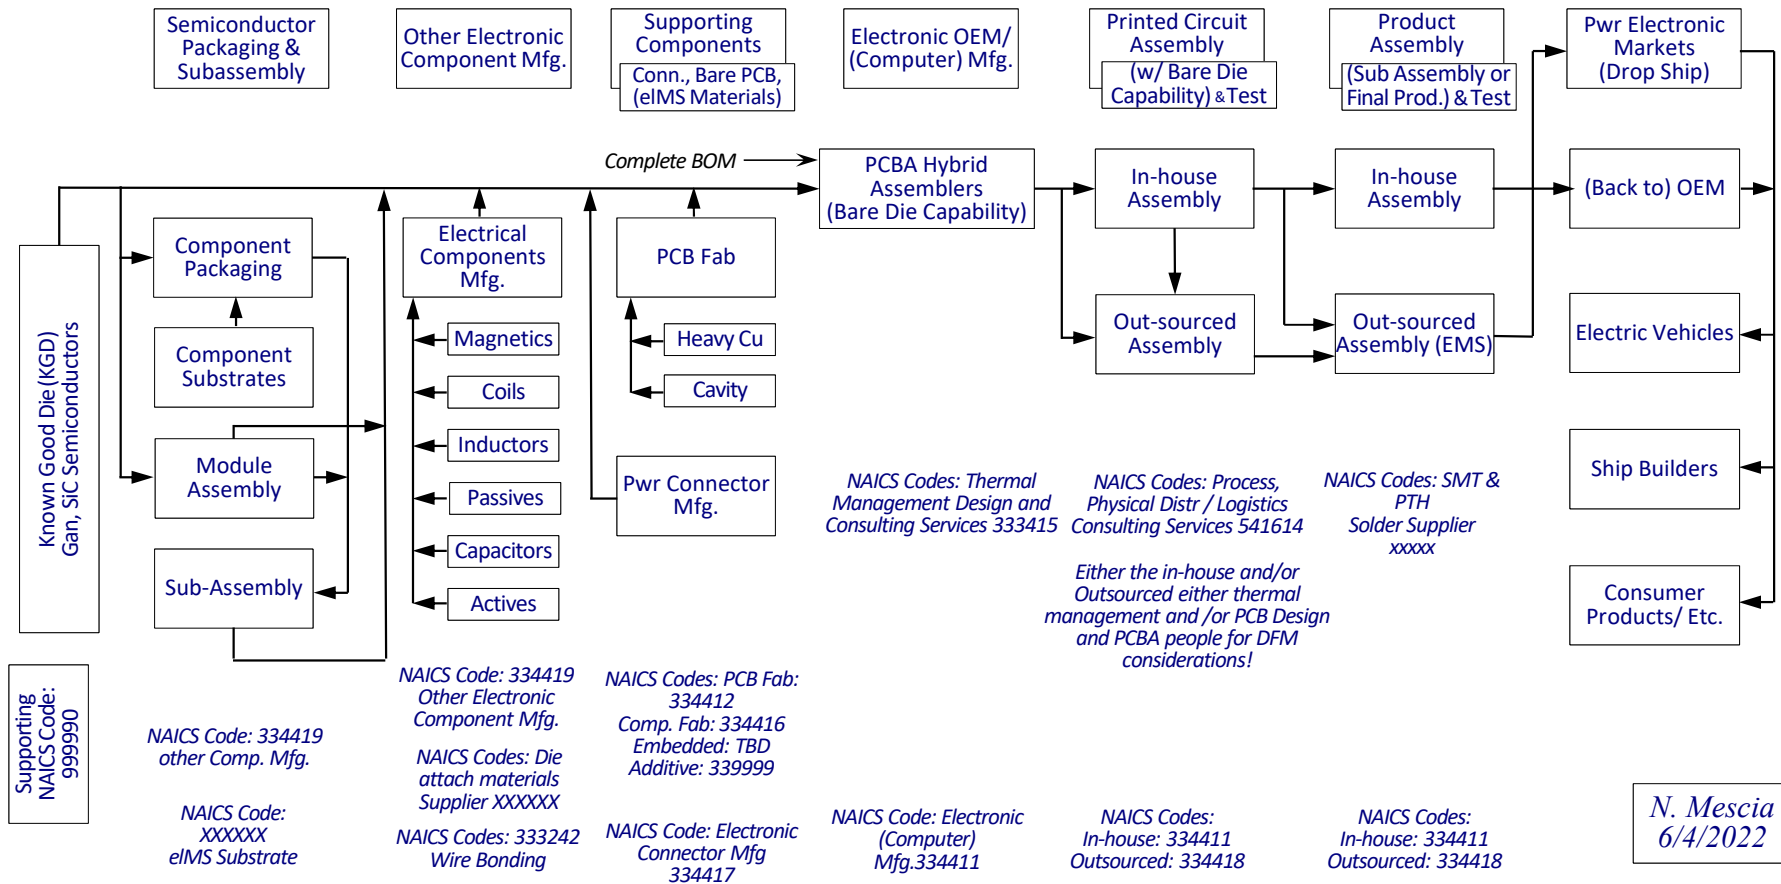 Semiconductor
Packaging &
Subassembly
Other Electronic
Component Mfg.
Supporting
Components
Conn., Bare PCB,
(eIMS Materials)
Electronic OEM/
(Computer) Mfg.
Printed Circuit
Assembly
(w/ Bare Die
Capability) & Test
Product
Assembly
(Sub Assembly or
Final Prod.) & Test
Pwr Electronic
Markets
(Drop Ship)
Complete BOM
PCBA Hybrid
Assemblers
(Bare Die Capability)
In-house
Assembly
In-house
Assembly
(Back to) OEM
Known Good Die (KGD)
Gan, SiC Semiconductors
Component
Packaging
Component
Substrates
Module
Assembly
Sub-Assembly
Electrical
Components
Mfg.
Magnetics
Coils
Inductors
Passives
Capacitors
Actives
PCB Fab
Heavy Cu
Cavity
Pwr Connector
Mfg.
Out-sourced
Assembly
Out-sourced
Assembly (EMS)
Electric Vehicles
Ship Builders
Consumer
Products/ Etc.
NAICS Codes: Thermal
Management Design and
Consulting Services 333415
NAICS Codes: Process,
Physical Distr / Logistics
Consulting Services 541614
Either the in-house and/or
Outsourced either thermal
management and /or PCB Design
and PCBA people for DFM
considerations!
NAICS Codes: SMT &
PTH
Solder Supplier
xxxxx
Supporting
NAICS Code:
999990
NAICS Code: 334419
other Comp. Mfg.
NAICS Code:
XXXXXX
eIMS Substrate
NAICS Code: 334419
Other Electronic
Component Mfg.
NAICS Codes: Die
attach materials
Supplier XXXXXX
NAICS Codes: 333242
Wire Bonding
NAICS Codes: PCB Fab:
334412
Comp. Fab: 334416
Embedded: TBD
Additive: 339999
NAICS Code: Electronic
Connector Mfg
334417
NAICS Code: Electronic
(Computer)
Mfg.334411
NAICS Codes:
In-house: 334411
Outsourced: 334418
NAICS Codes:
In-house: 334411
Outsourced: 334418
N. Mescia
6/4/2022